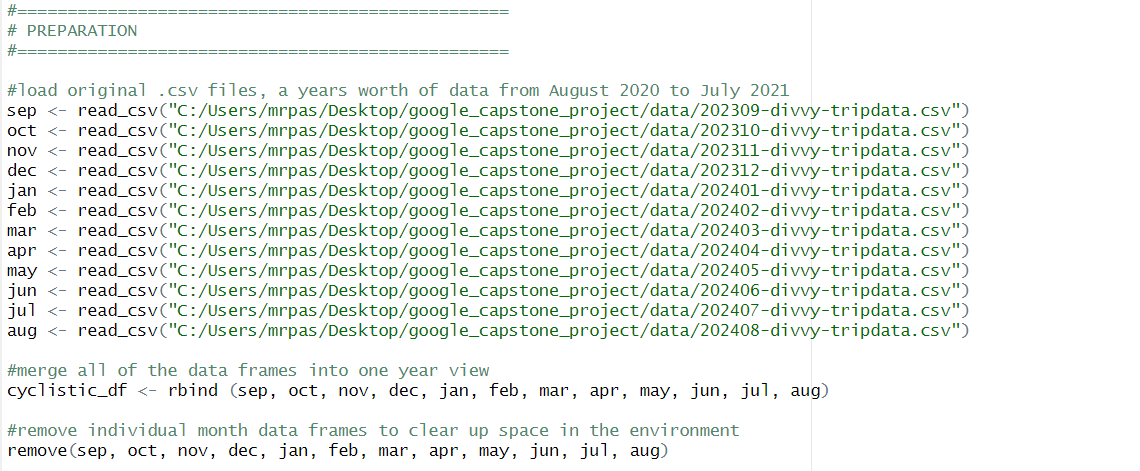 #=================================================
# PREPARATION
#=================================================
#load original .csv files, a years worth of data from August 2020 to July 2021
sep <- read_csv("C:/Users/mrpas/Desktop/google_capstone_project/data/202309-divvy-tripdata.csv")
oct <- read_csv("C:/Users/mrpas/Desktop/google_capstone_project/data/202310-divvy-tripdata.csv")
nov <- read_csv("C:/Users/mrpas/Desktop/google_capstone_project/data/202311-divvy-tripdata.csv")
dec <- read_csv("C:/Users/mrpas/Desktop/google_capstone_project/data/202312-divvy-tripdata.csv")
jan <- read_csv("C:/Users/mrpas/Desktop/google_capstone_project/data/202401-divvy-tripdata.csv")
feb <- read_csv("C:/Users/mrpas/Desktop/google_capstone_project/data/202402-divvy-tripdata.csv")
mar <- read_csv("C:/Users/mrpas/Desktop/google_capstone_project/data/202403-divvy-tripdata.csv")
apr <- read_csv("C:/Users/mrpas/Desktop/google_capstone_project/data/202404-divvy-tripdata.csv")
may <- read_csv("C:/Users/mrpas/Desktop/google_capstone_project/data/202405-divvy-tripdata.csv")
jun <- read_csv("C:/Users/mrpas/Desktop/google_capstone_project/data/202406-divvy-tripdata.csv")
jul <- read_csv("C:/Users/mrpas/Desktop/google_capstone_project/data/202407-divvy-tripdata.csv")
aug <- read_csv("C:/Users/mrpas/Desktop/google_capstone_project/data/202408-divvy-tripdata.csv")
#merge all of the data frames into one year view
cyclistic_df <- rbind (sep, oct, nov, dec, jan, feb, mar, apr, may, jun, jul, aug)
#remove individual month data frames to clear up space in the environment
remove(sep, oct, nov, dec, jan, feb, mar, apr, may, jun, jul, aug)